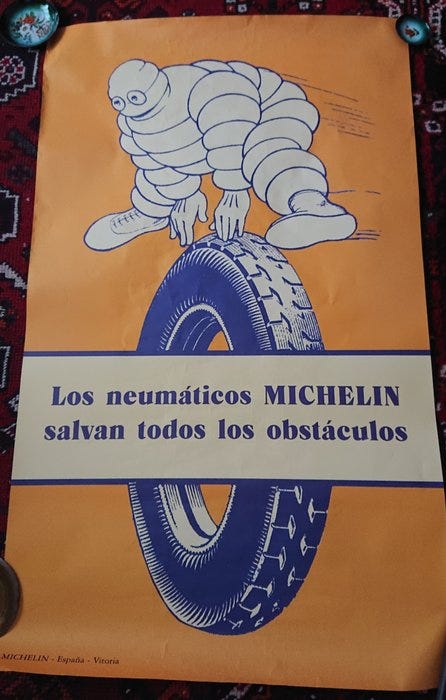 Los neumáticos MICHELIN
salvan todos los obstáculos
MICHELIN - España - Vitoria